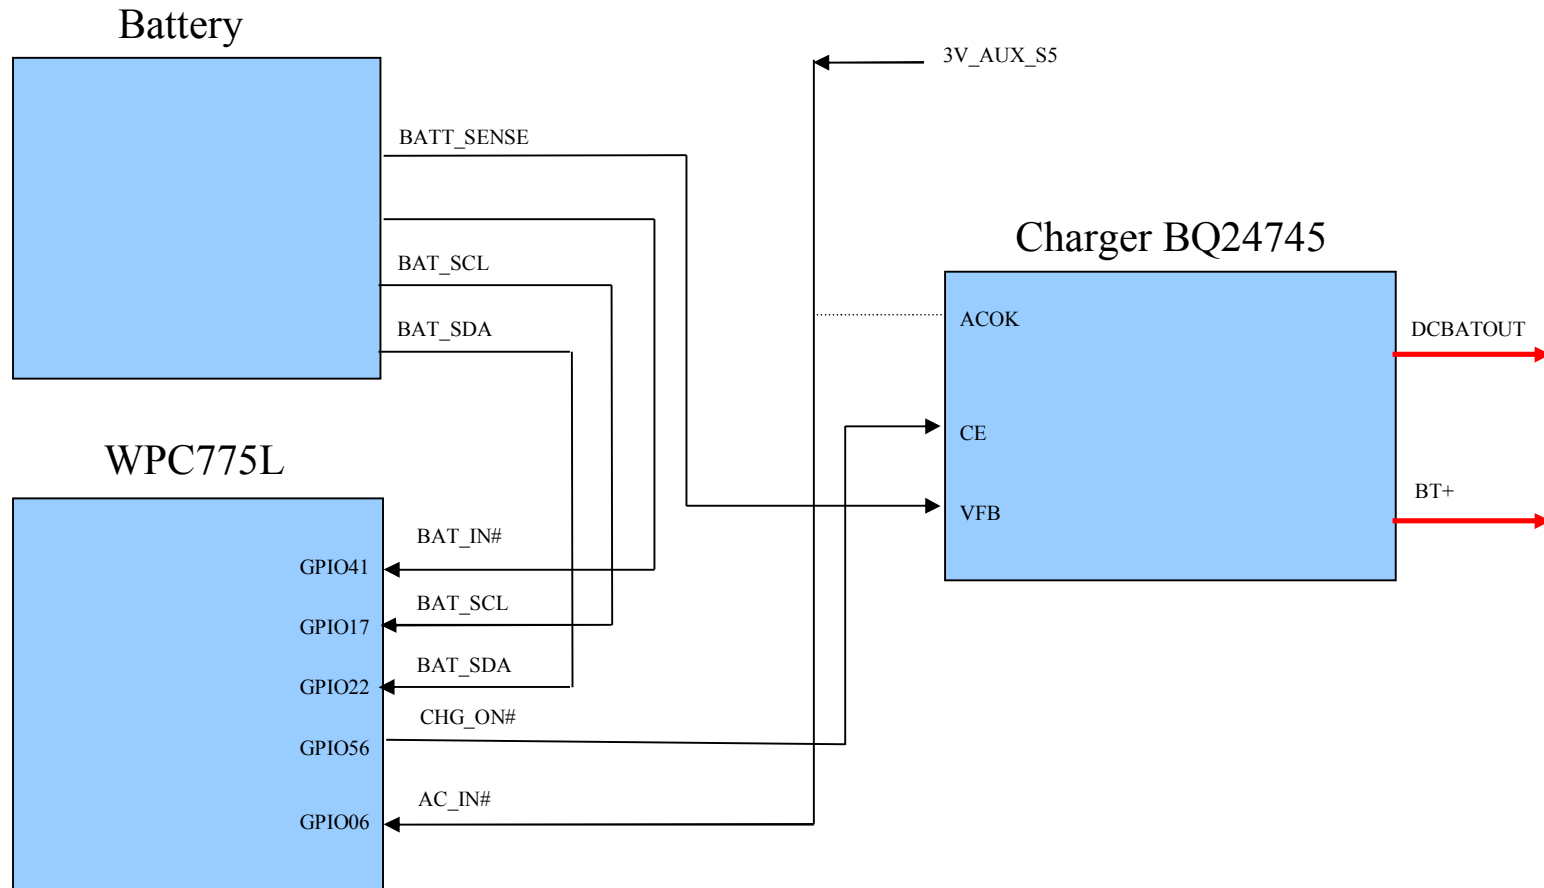 Battery
3V_AUX_S5
BATT_SENSE
Charger BQ24745
BAT_SCL
ACOK
BAT_SDA
DCBATOUT
CE
WPC775L
BT+
VFB
BAT_IN#
GPIO41
BAT_SCL
GPIO17
BAT_SDA
GPIO22
CHG_ON#
GPIO56
AC_IN#
GPIO06